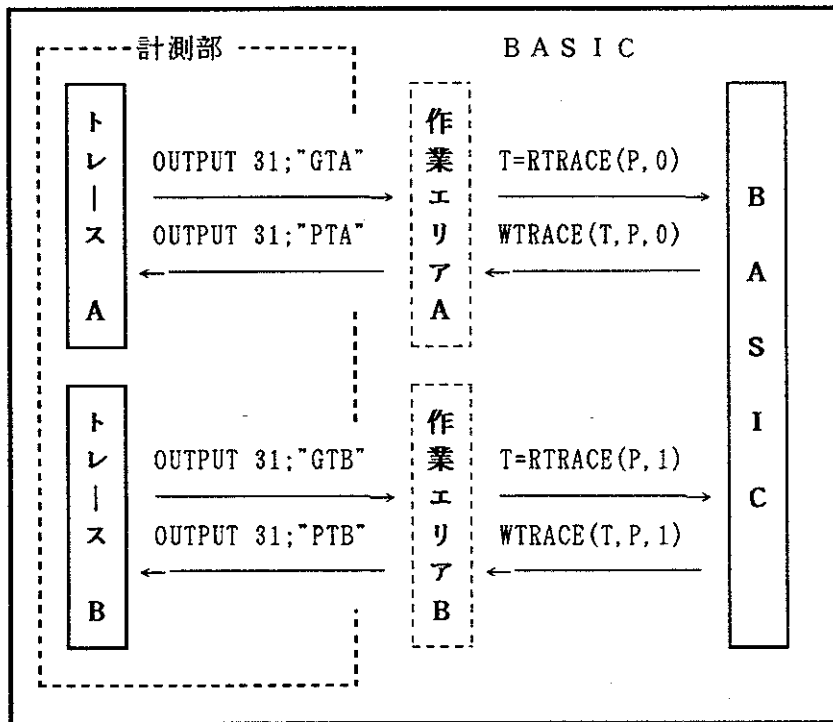 計測部
BASIC
トレース A
OUTPUT 31;"GTA"
OUTPUT 31;"PTA"
作業エリア A
T=RTRACE(P,0)
WTRACE(T,P,0)
トレース B
OUTPUT 31;"GTB"
OUTPUT 31;"PTB"
作業エリア B
T=RTRACE(P,1)
WTRACE(T,P,1)
BASIC